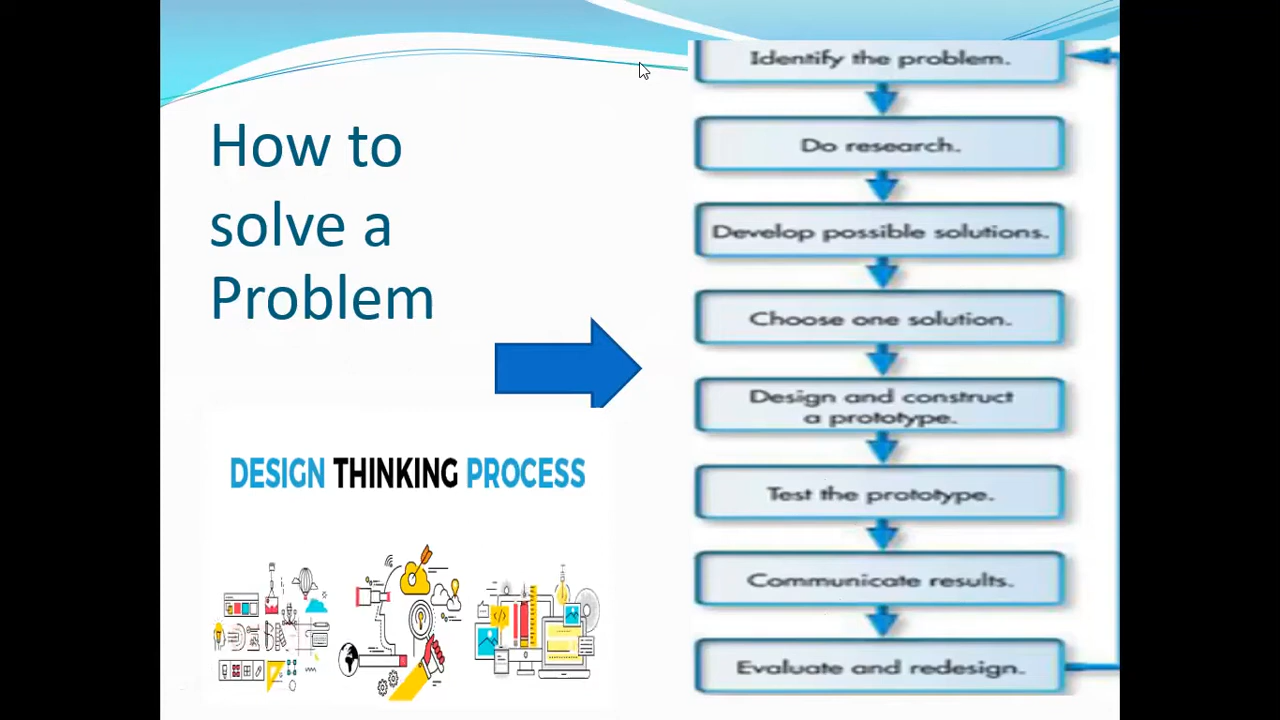 How to
solve a
Problem
DESIGN THINKING PROCESS
Identify the problem.
Do research.
Develop possible solutions.
Choose one solution.
Design and construct
a prototype.
Test the prototype.
Communicate results.
Evaluate and redesign.